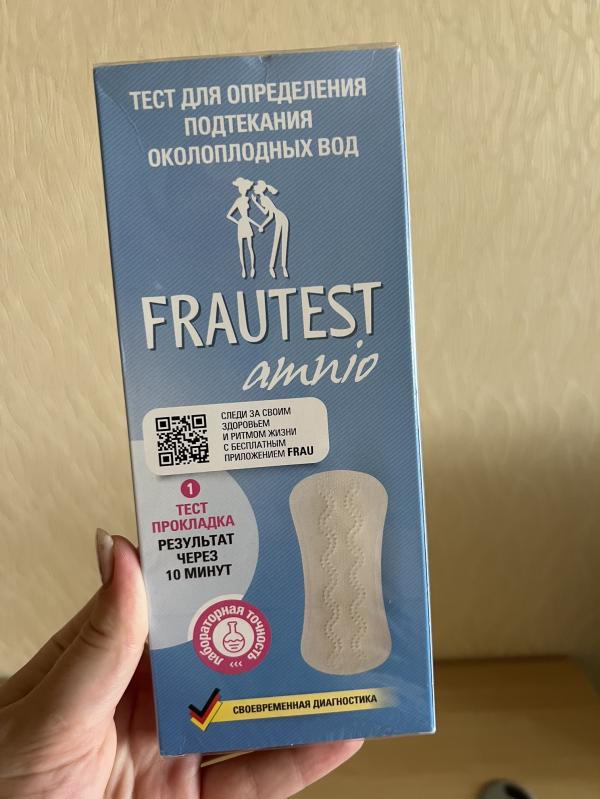 ТЕСТ ДЛЯ ОПРЕДЕЛЕНИЯ
ПОДТЕКАНИЯ
ОКОЛОПЛОДНЫХ ВОД
FRAUTEST
amnio
СЛЕДИ ЗА СВОИМ
ЗДОРОВЬЕМ
И РИТМОМ ЖИЗНИ
С БЕСПЛАТНЫМ
ПРИЛОЖЕНИЕМ FRAU
1
ТЕСТ
ПРОКЛАДКА
РЕЗУЛЬТАТ
ЧЕРЕЗ
10 МИНУТ
лабораторная точность
‹‹‹
СВОЕВРЕМЕННАЯ ДИАГНОСТИКА